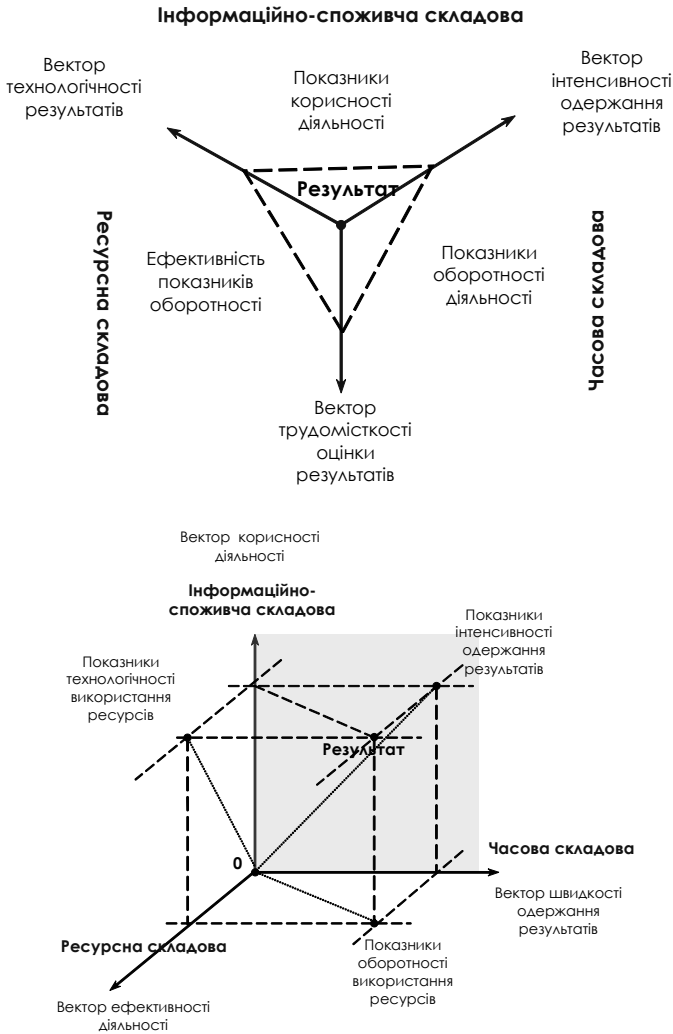 Інформаційно-споживча складова
Вектор
технологічності
результатів
Показники
корисності
діяльності
Вектор
інтенсивності
одержання
результатів
Результат
Ресурсна складова
Ефективність
показників
оборотності
Показники
оборотності
діяльності
Часова складова
Вектор
трудомісткості
оцінки
результатів
Вектор корисності
діяльності
Інформаційно-
споживча складова
Показники
інтенсивності
одержання
результатів
Показники
технологічності
використання
ресурсів
Результат
0
Часова складова
Вектор швидкості
одержання
результатів
Ресурсна складова
Показники
оборотності
використання
ресурсів
Вектор ефективності
діяльності